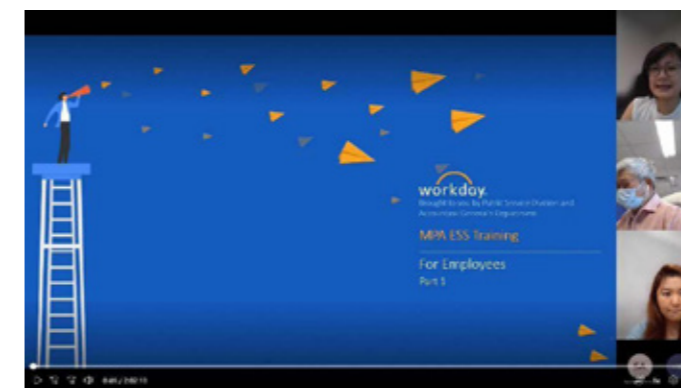 workday.
Brought to you by Public Service Division and
Accountant-General's Department
MPA ESS Training
For Employees
Part 1